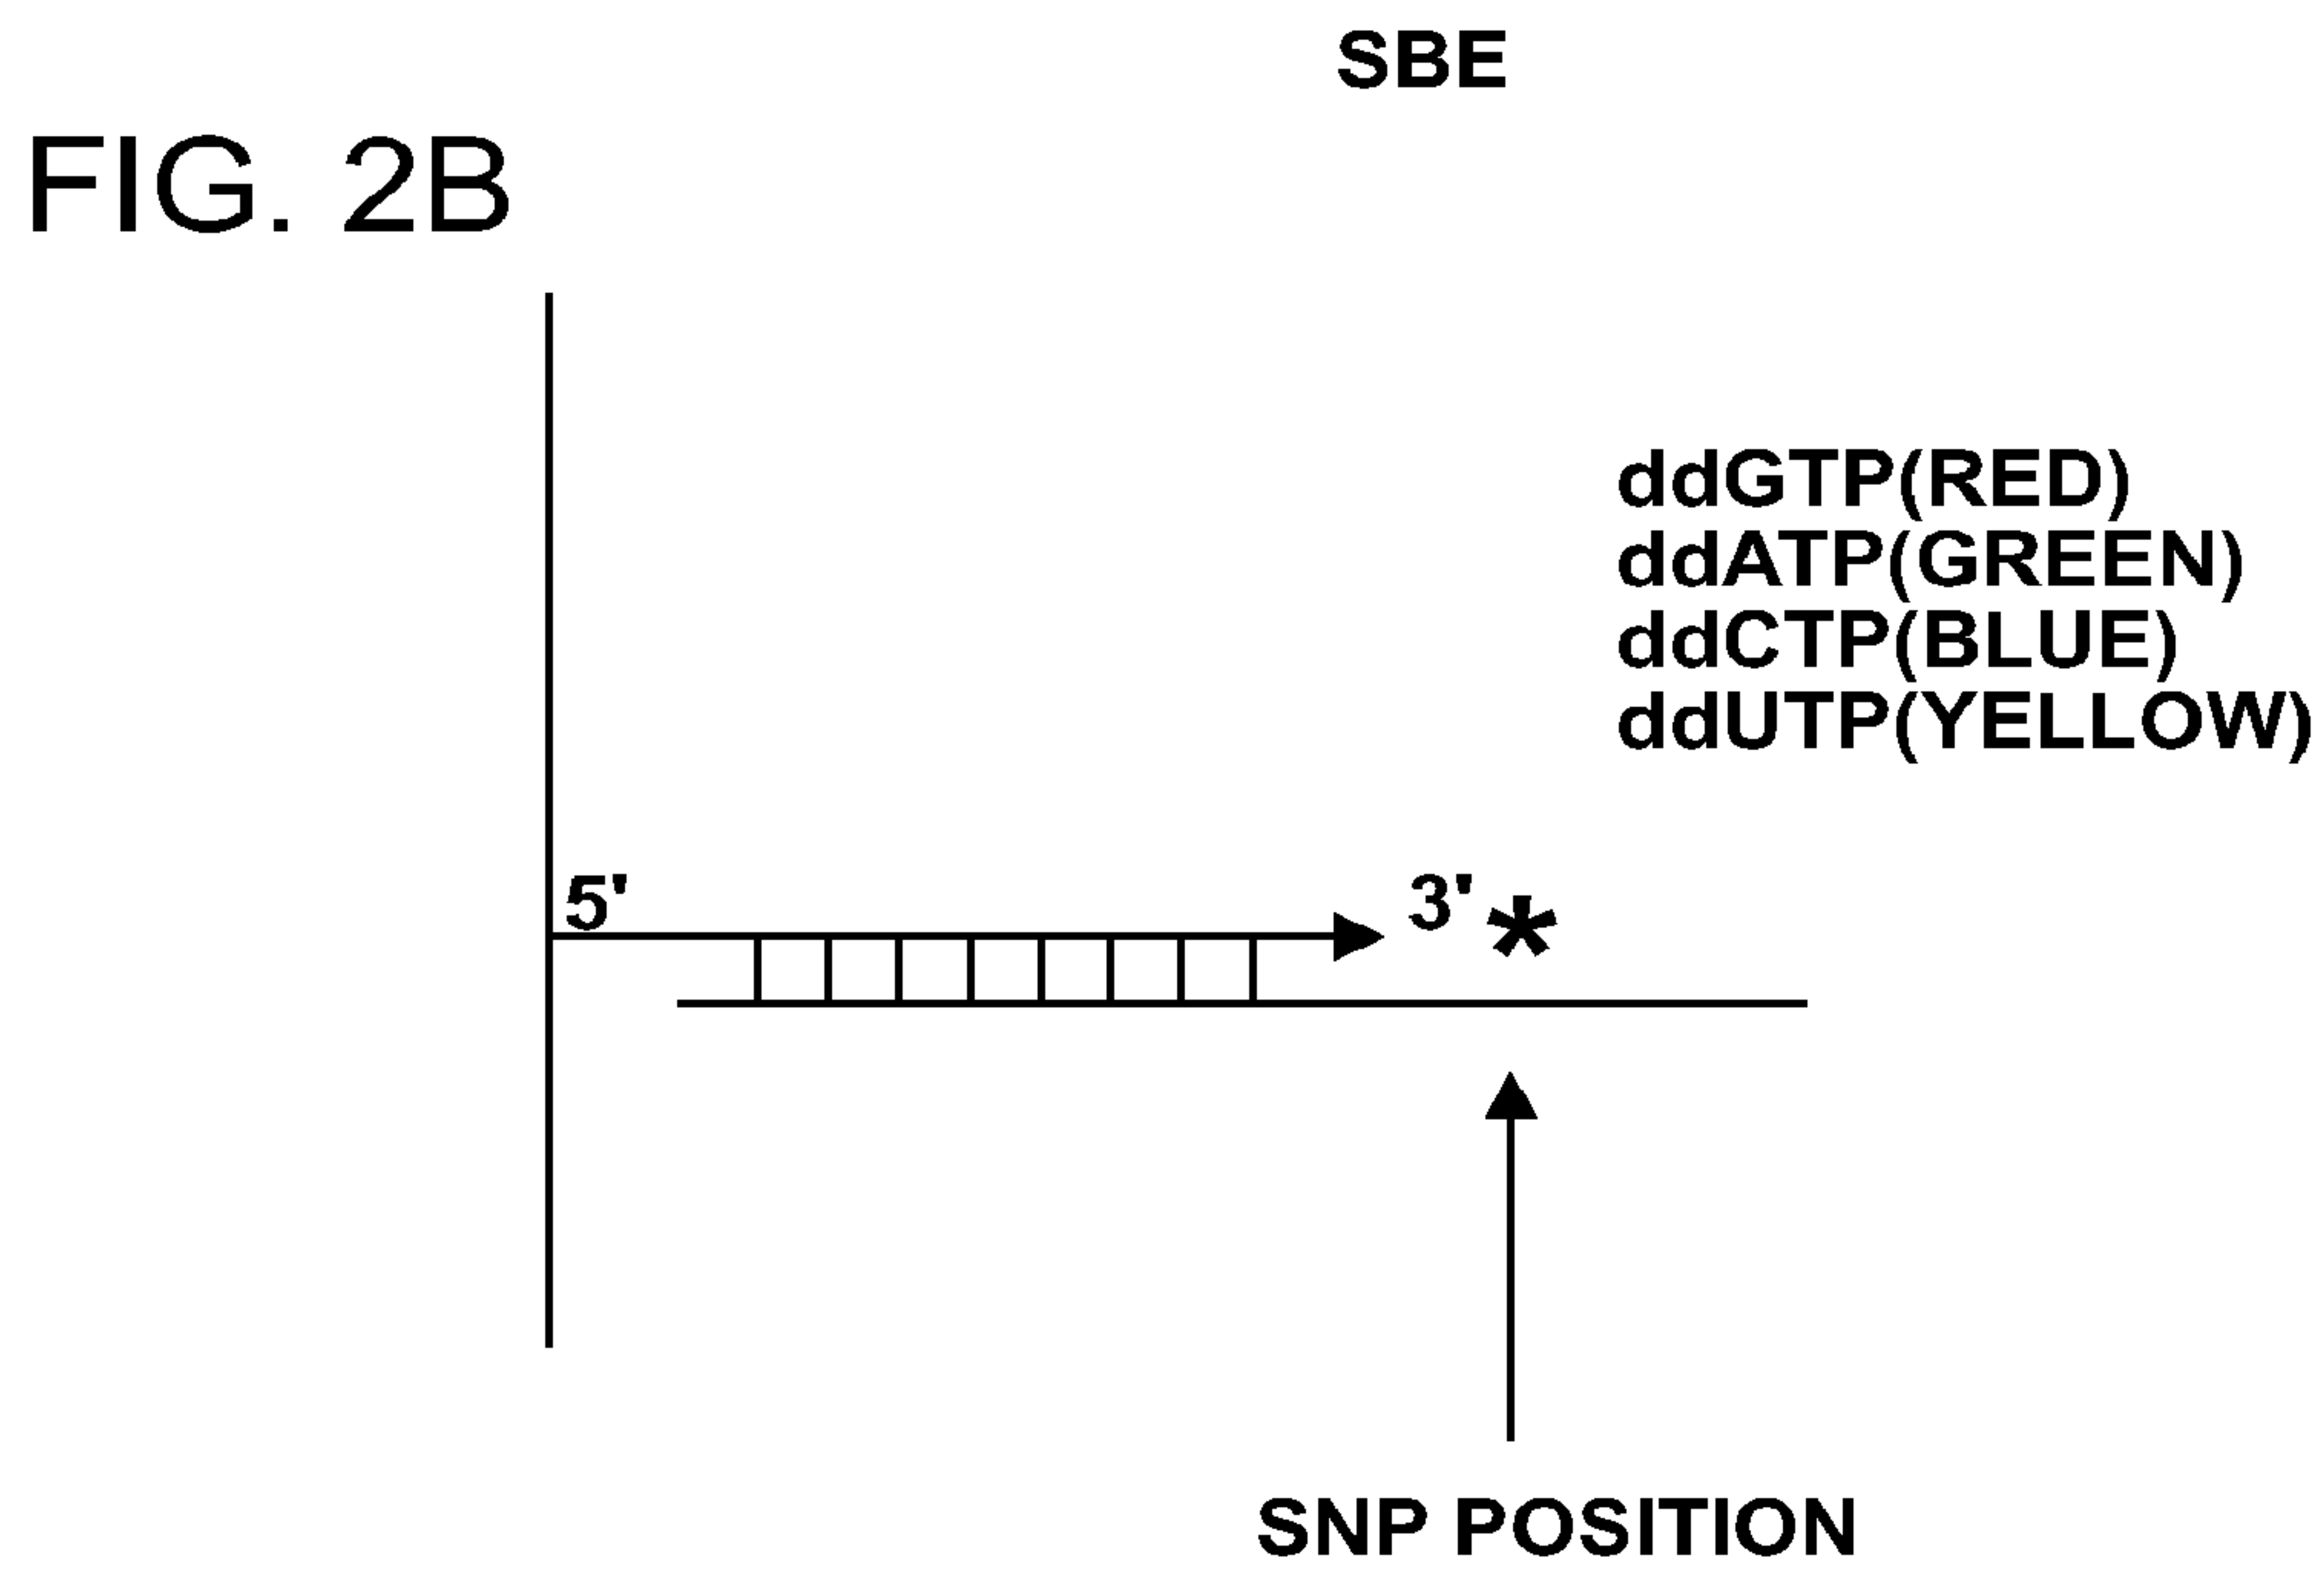 SBE
FIG. 2B
ddGTP(RED)
ddATP(GREEN)
ddCTP(BLUE)
ddUTP(YELLOW)
5' 3' *
SNP POSITION